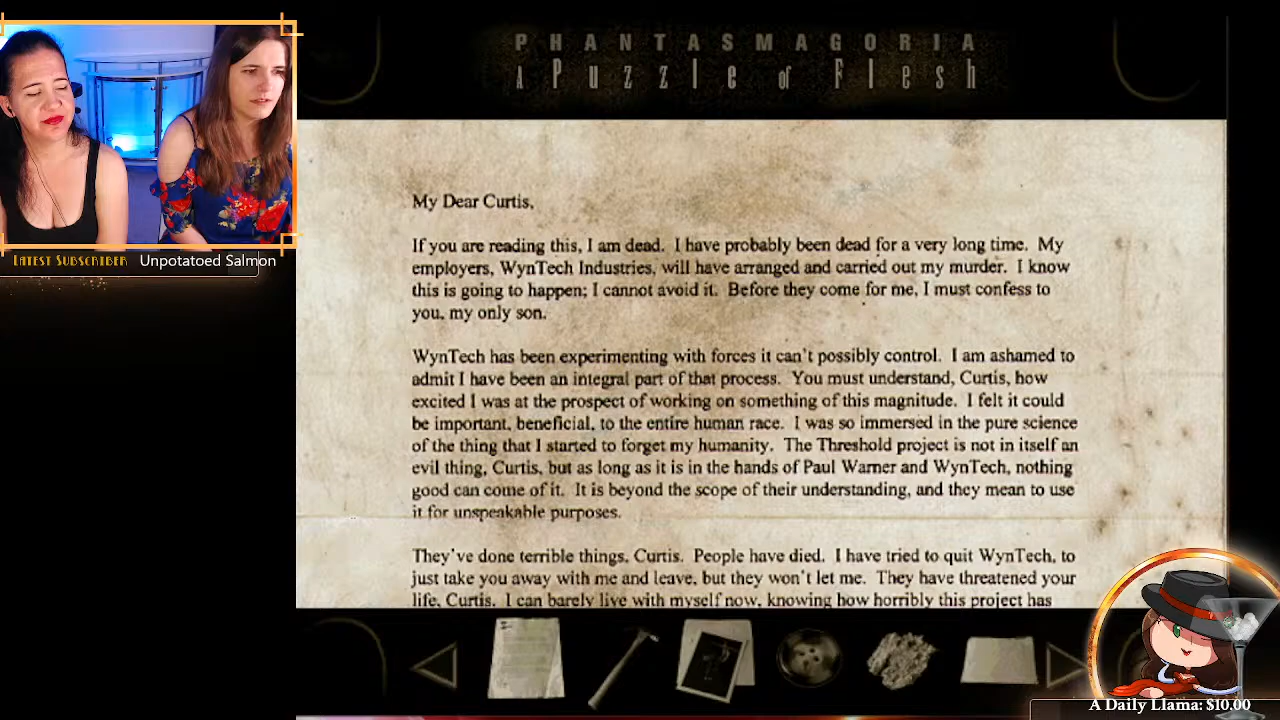 PHANTASMAGORIA
A Puzzle of Flesh
LATEST SUBSCRIBER Unpotatoed Salmon
My Dear Curtis,
If you are reading this, I am dead. I have probably been dead for a very long time. My
employers, WynTech Industries, will have arranged and carried out my murder. I know
this is going to happen; I cannot avoid it. Before they come for me, I must confess to
you, my only son.
WynTech has been experimenting with forces it can't possibly control. I am ashamed to
admit I have been an integral part of that process. You must understand, Curtis, how
excited I was at the prospect of working on something of this magnitude. I felt it could
be important, beneficial, to the entire human race. I was so immersed in the pure science
of the thing that I started to forget my humanity. The Threshold project is not in itself an
evil thing, Curtis, but as long as it is in the hands of Paul Warner and WynTech, nothing
good can come of it. It is beyond the scope of their understanding, and they mean to use
it for unspeakable purposes.
They've done terrible things, Curtis. People have died. I have tried to quit WynTech, to
just take you away with me and leave, but they won't let me. They have threatened your
life, Curtis. I can barely live with myself now, knowing how horribly this project has
A Daily Llama: $10.00